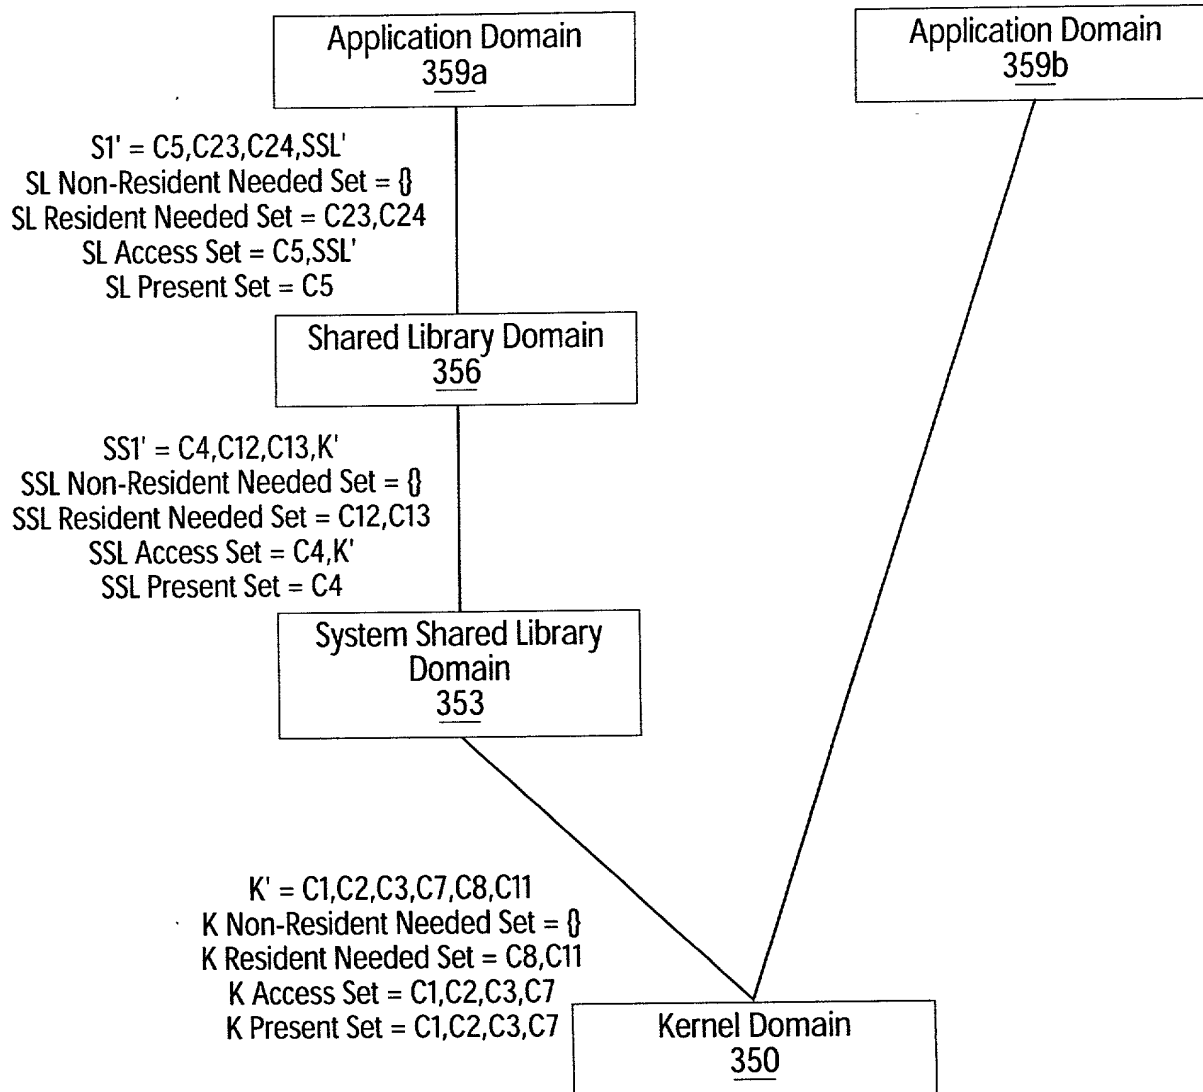 Application Domain
359a
Application Domain
359b
S1' = C5,C23,C24,SSL'
SL Non-Resident Needed Set = {}
SL Resident Needed Set = C23,C24
SL Access Set = C5,SSL'
SL Present Set = C5
Shared Library Domain
356
SS1' = C4,C12,C13,K'
SSL Non-Resident Needed Set = {}
SSL Resident Needed Set = C12,C13
SSL Access Set = C4,K'
SSL Present Set = C4
System Shared Library
Domain
353
K' = C1,C2,C3,C7,C8,C11
K Non-Resident Needed Set = {}
K Resident Needed Set = C8,C11
K Access Set = C1,C2,C3,C7
K Present Set = C1,C2,C3,C7
Kernel Domain
350